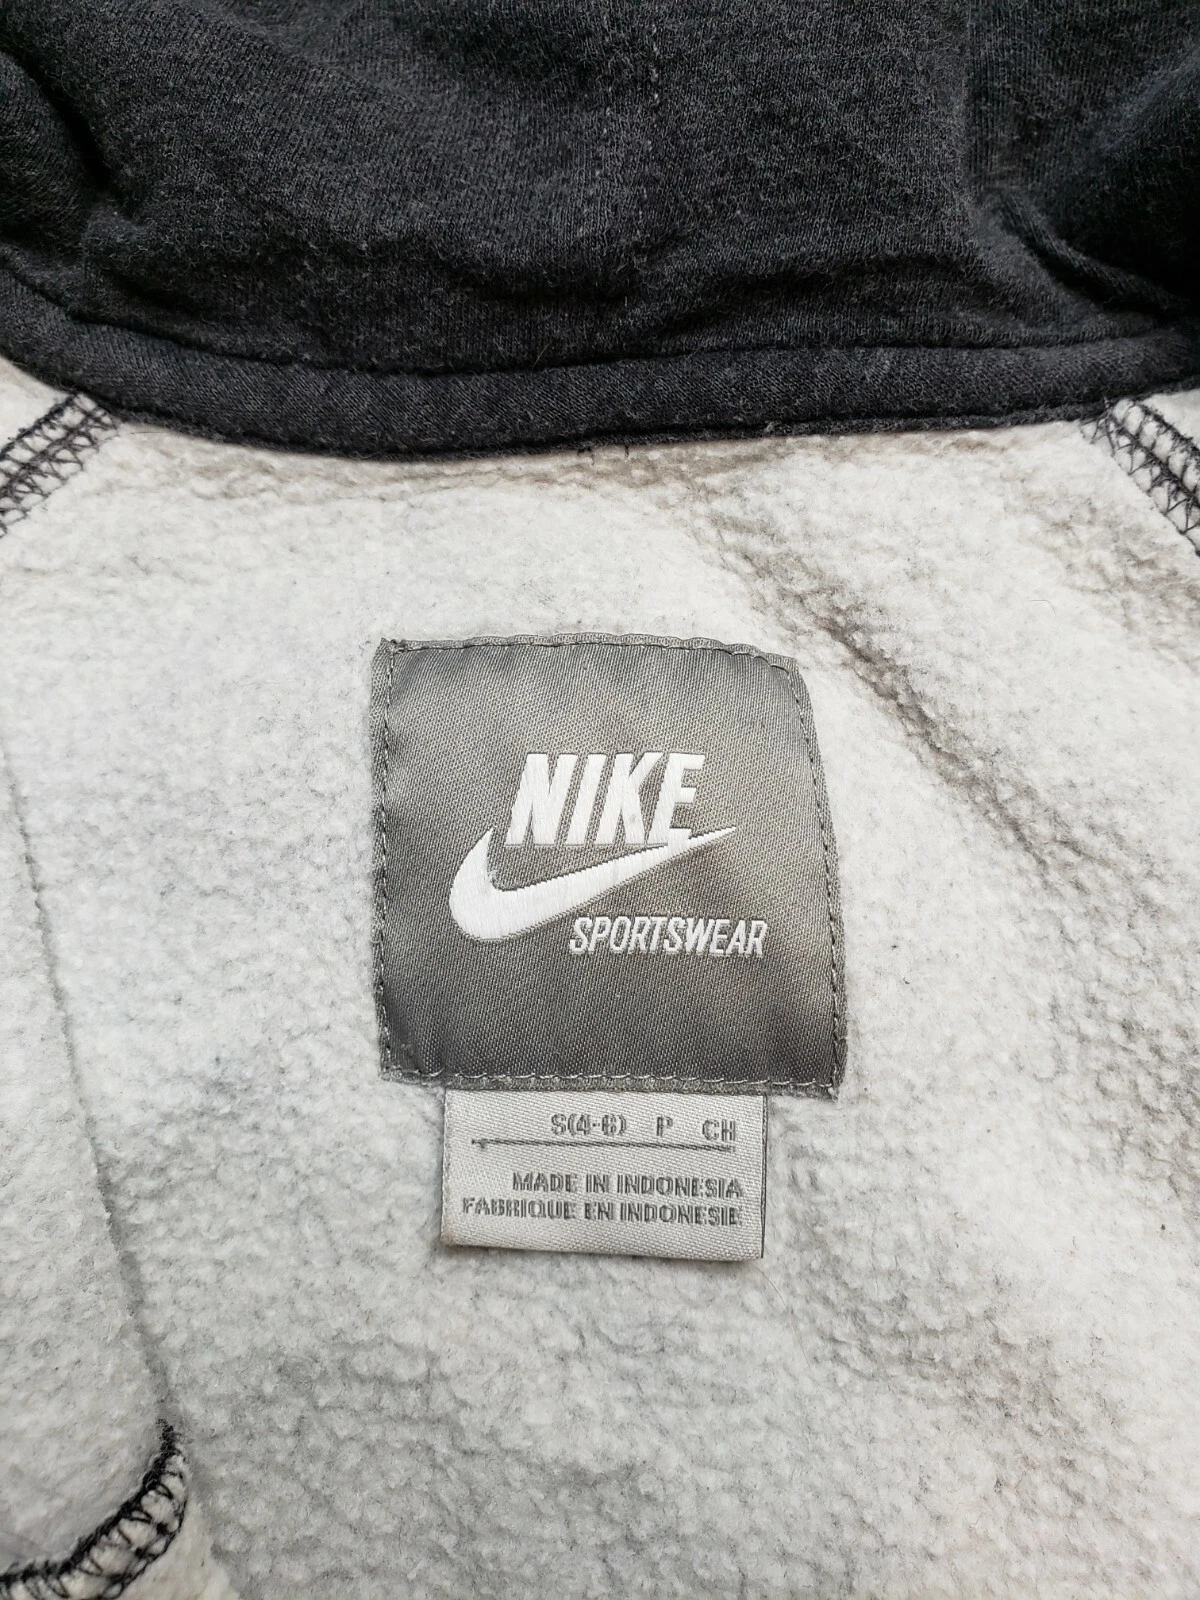 NIKE
SPORTSWEAR
S(4-6) P CH
MADE IN INDONESIA
FABRIQUE EN INDONESIE